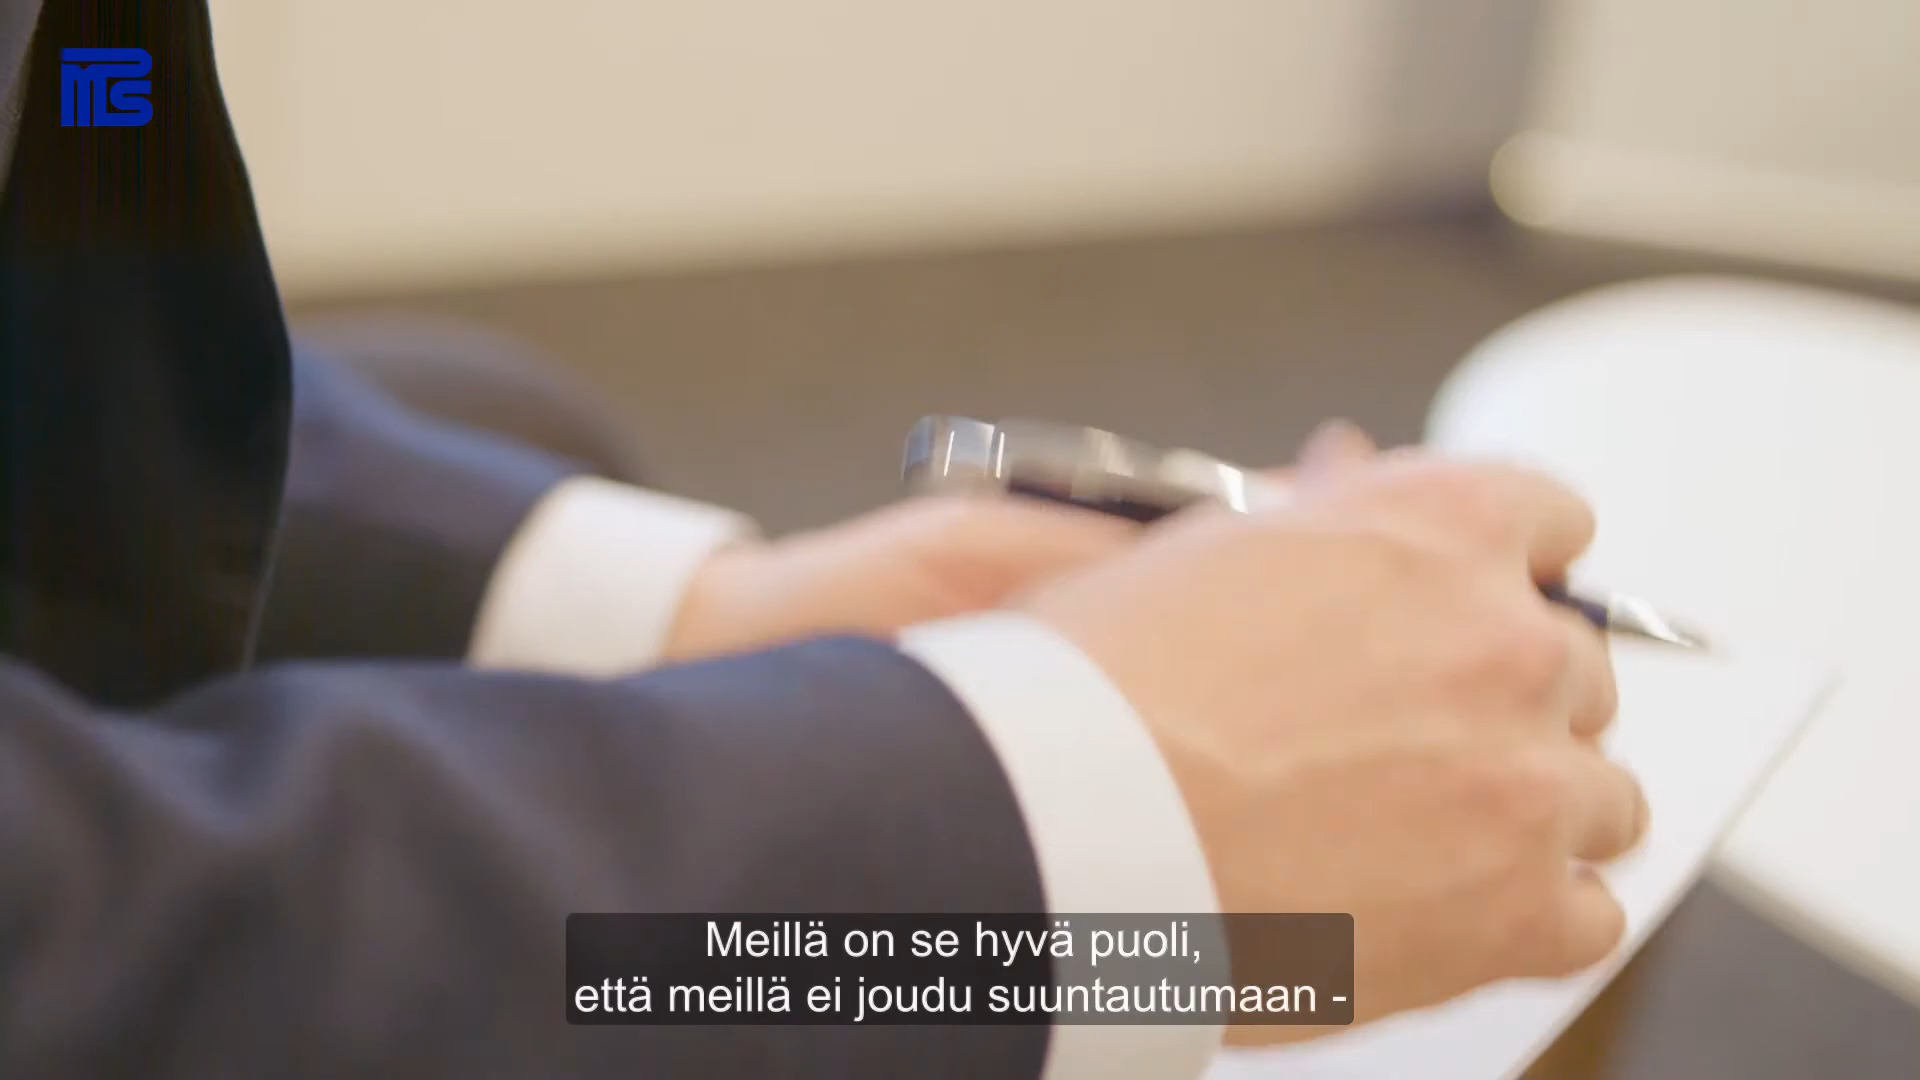 Meillä on se hyvä puoli,
että meillä ei joudu suuntautumaan -